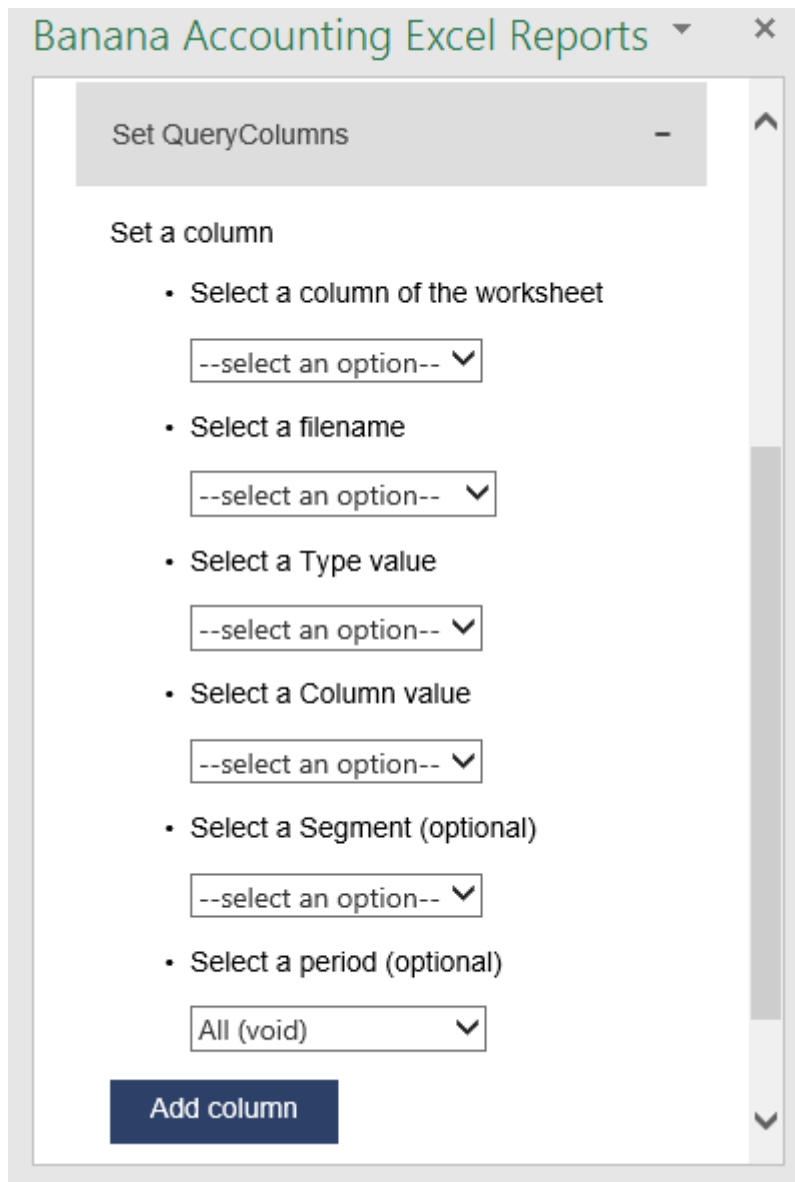 Banana Accounting Excel Reports
Set QueryColumns
Set a column
• Select a column of the worksheet
--select an option--
• Select a filename
--select an option--
• Select a Type value
--select an option--
• Select a Column value
--select an option--
• Select a Segment (optional)
--select an option--
• Select a period (optional)
All (void)
Add column